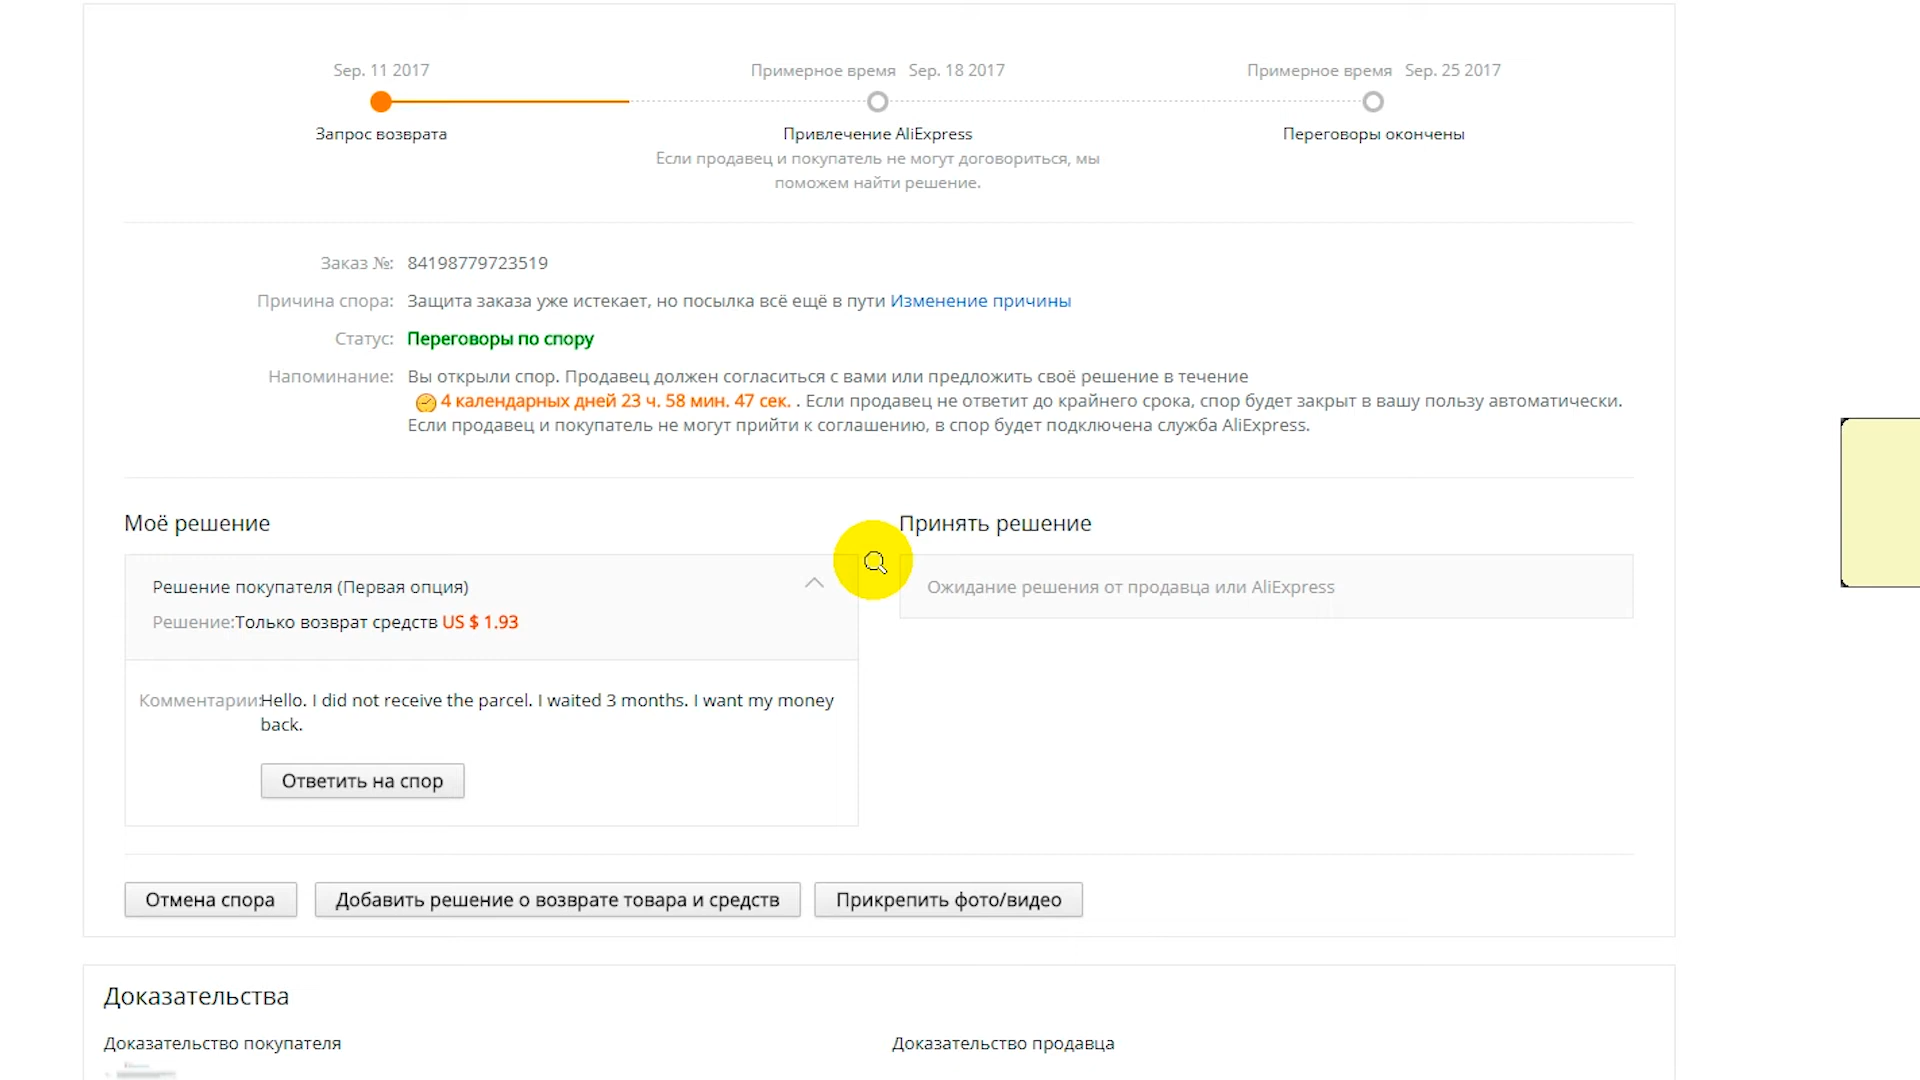 Sep. 11 2017
Примерное время Sep. 18 2017
Примерное время Sep. 25 2017
Запрос возврата
Привлечение AliExpress
Переговоры окончены
Если продавец и покупатель не могут договориться, мы
поможем найти решение.
Заказ №: 84198779723519
Причина спора: Защита заказа уже истекает, но посылка всё ещё в пути Изменение причины
Статус: Переговоры по спору
Напоминание: Вы открыли спор. Продавец должен согласиться с вами или предложить своё решение в течение
4 календарных дней 23 ч. 58 мин. 47 сек. . Если продавец не ответит до крайнего срока, спор будет закрыт в вашу пользу автоматически.
Если продавец и покупатель не могут прийти к соглашению, в спор будет подключена служба AliExpress.
Моё решение
Принять решение
Решение покупателя (Первая опция)
Решение:Только возврат средств US $ 1.93
Ожидание решения от продавца или AliExpress
Комментарии:Hello. I did not receive the parcel. I waited 3 months. I want my money
back.
Ответить на спор
Отмена спора
Добавить решение о возврате товара и средств
Прикрепить фото/видео
Доказательства
Доказательство покупателя
Доказательство продавца